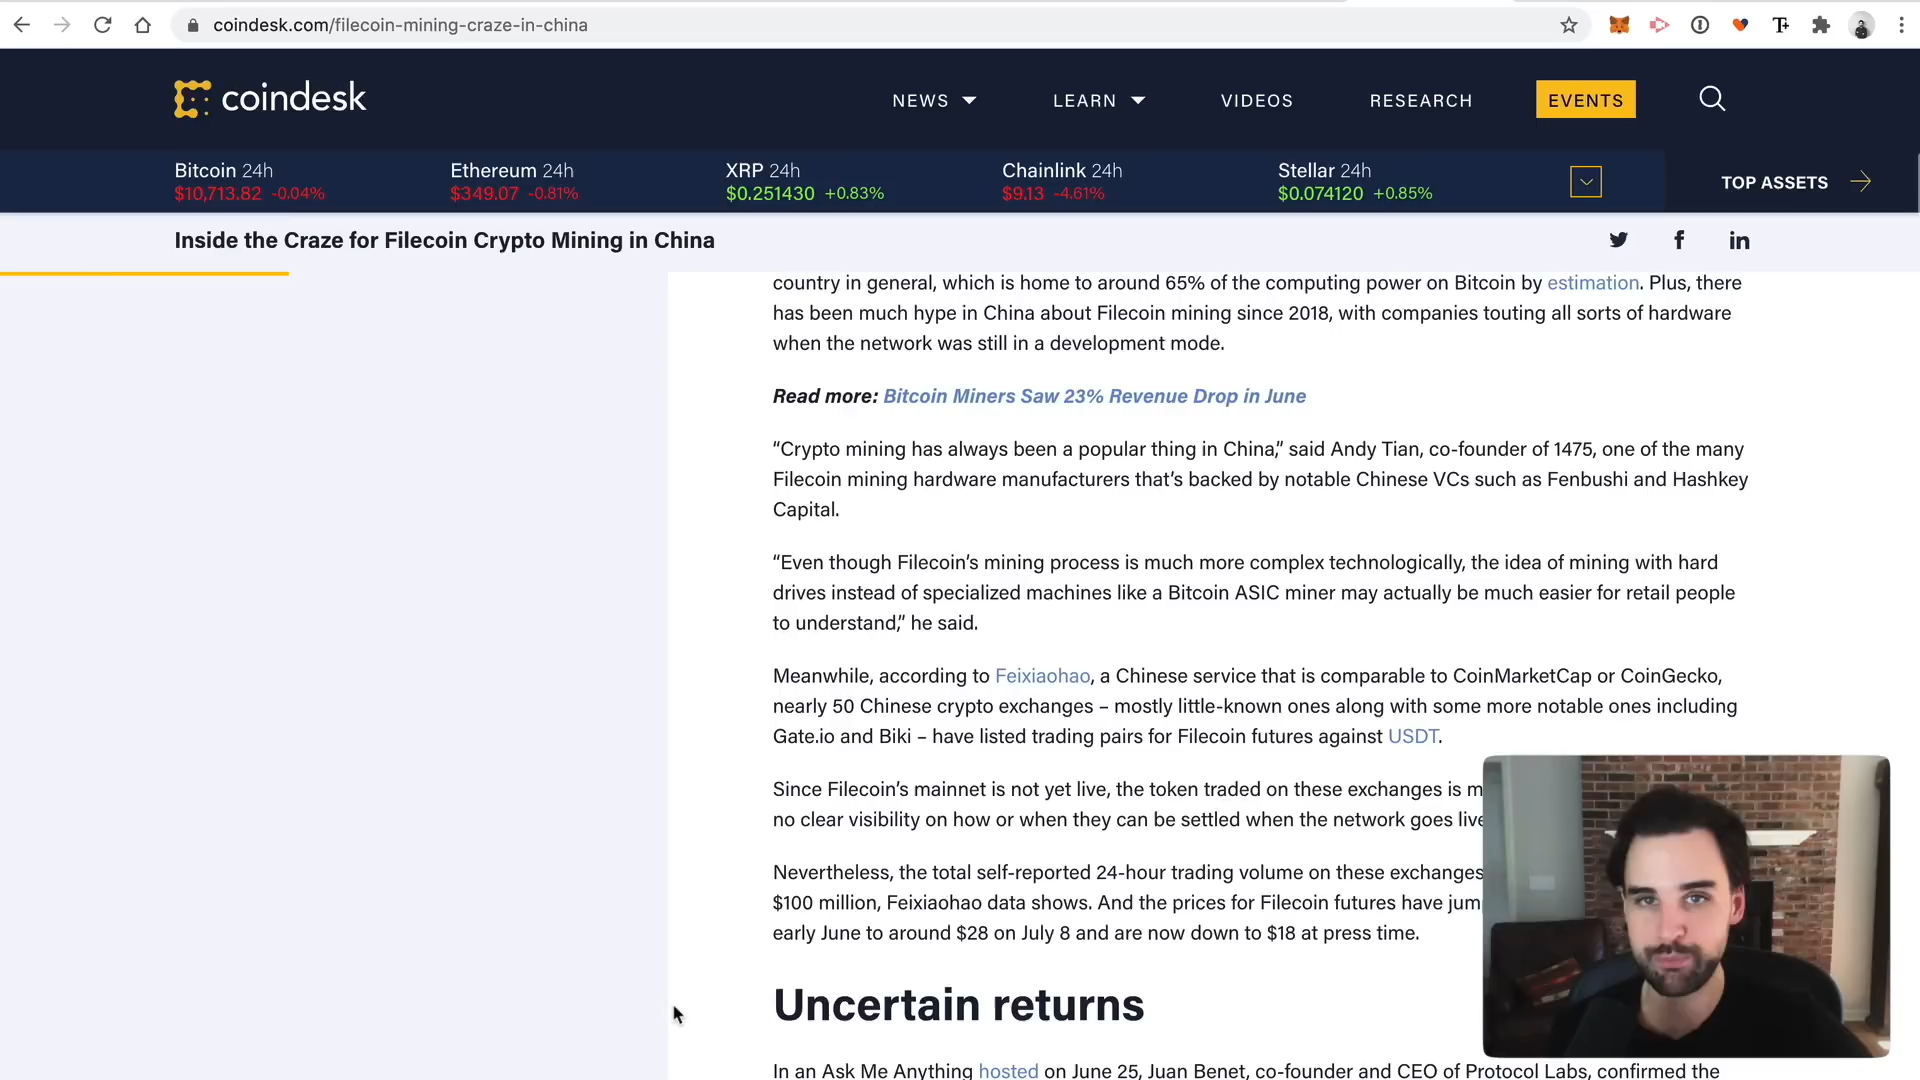 coindesk.com/filecoin-mining-craze-in-china
coindesk
NEWS
LEARN
VIDEOS
RESEARCH
EVENTS
Bitcoin 24h
$10,713.82 -0.04%
Ethereum 24h
$349.07 -0.81%
XRP 24h
$0.251430 +0.83%
Chainlink 24h
$9.13 -4.61%
Stellar 24h
$0.074120 +0.85%
TOP ASSETS
Inside the Craze for Filecoin Crypto Mining in China
country in general, which is home to around 65% of the computing power on Bitcoin by estimation. Plus, there
has been much hype in China about Filecoin mining since 2018, with companies touting all sorts of hardware
when the network was still in a development mode.
Read more: Bitcoin Miners Saw 23% Revenue Drop in June
“Crypto mining has always been a popular thing in China,” said Andy Tian, co-founder of 1475, one of the many
Filecoin mining hardware manufacturers that’s backed by notable Chinese VCs such as Fenbushi and Hashkey
Capital.
“Even though Filecoin’s mining process is much more complex technologically, the idea of mining with hard
drives instead of specialized machines like a Bitcoin ASIC miner may actually be much easier for retail people
to understand,” he said.
Meanwhile, according to Feixiaohao, a Chinese service that is comparable to CoinMarketCap or CoinGecko,
nearly 50 Chinese crypto exchanges – mostly little-known ones along with some more notable ones including
Gate.io and Biki – have listed trading pairs for Filecoin futures against USDT.
Since Filecoin’s mainnet is not yet live, the token traded on these exchanges is m
no clear visibility on how or when they can be settled when the network goes live
Nevertheless, the total self-reported 24-hour trading volume on these exchanges
$100 million, Feixiaohao data shows. And the prices for Filecoin futures have jum
early June to around $28 on July 8 and are now down to $18 at press time.
Uncertain returns
In an Ask Me Anything hosted on June 25, Juan Benet, co-founder and CEO of Protocol Labs, confirmed the